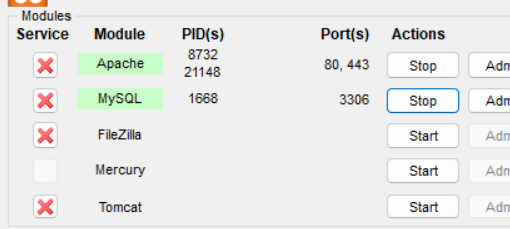 Modules
Service Module PID(s) Port(s) Actions
Apache 8732 21148 80, 443 Stop Adm
MySQL 1668 3306 Stop Adm
FileZilla Start Adm
Mercury Start Adm
Tomcat Start Adm